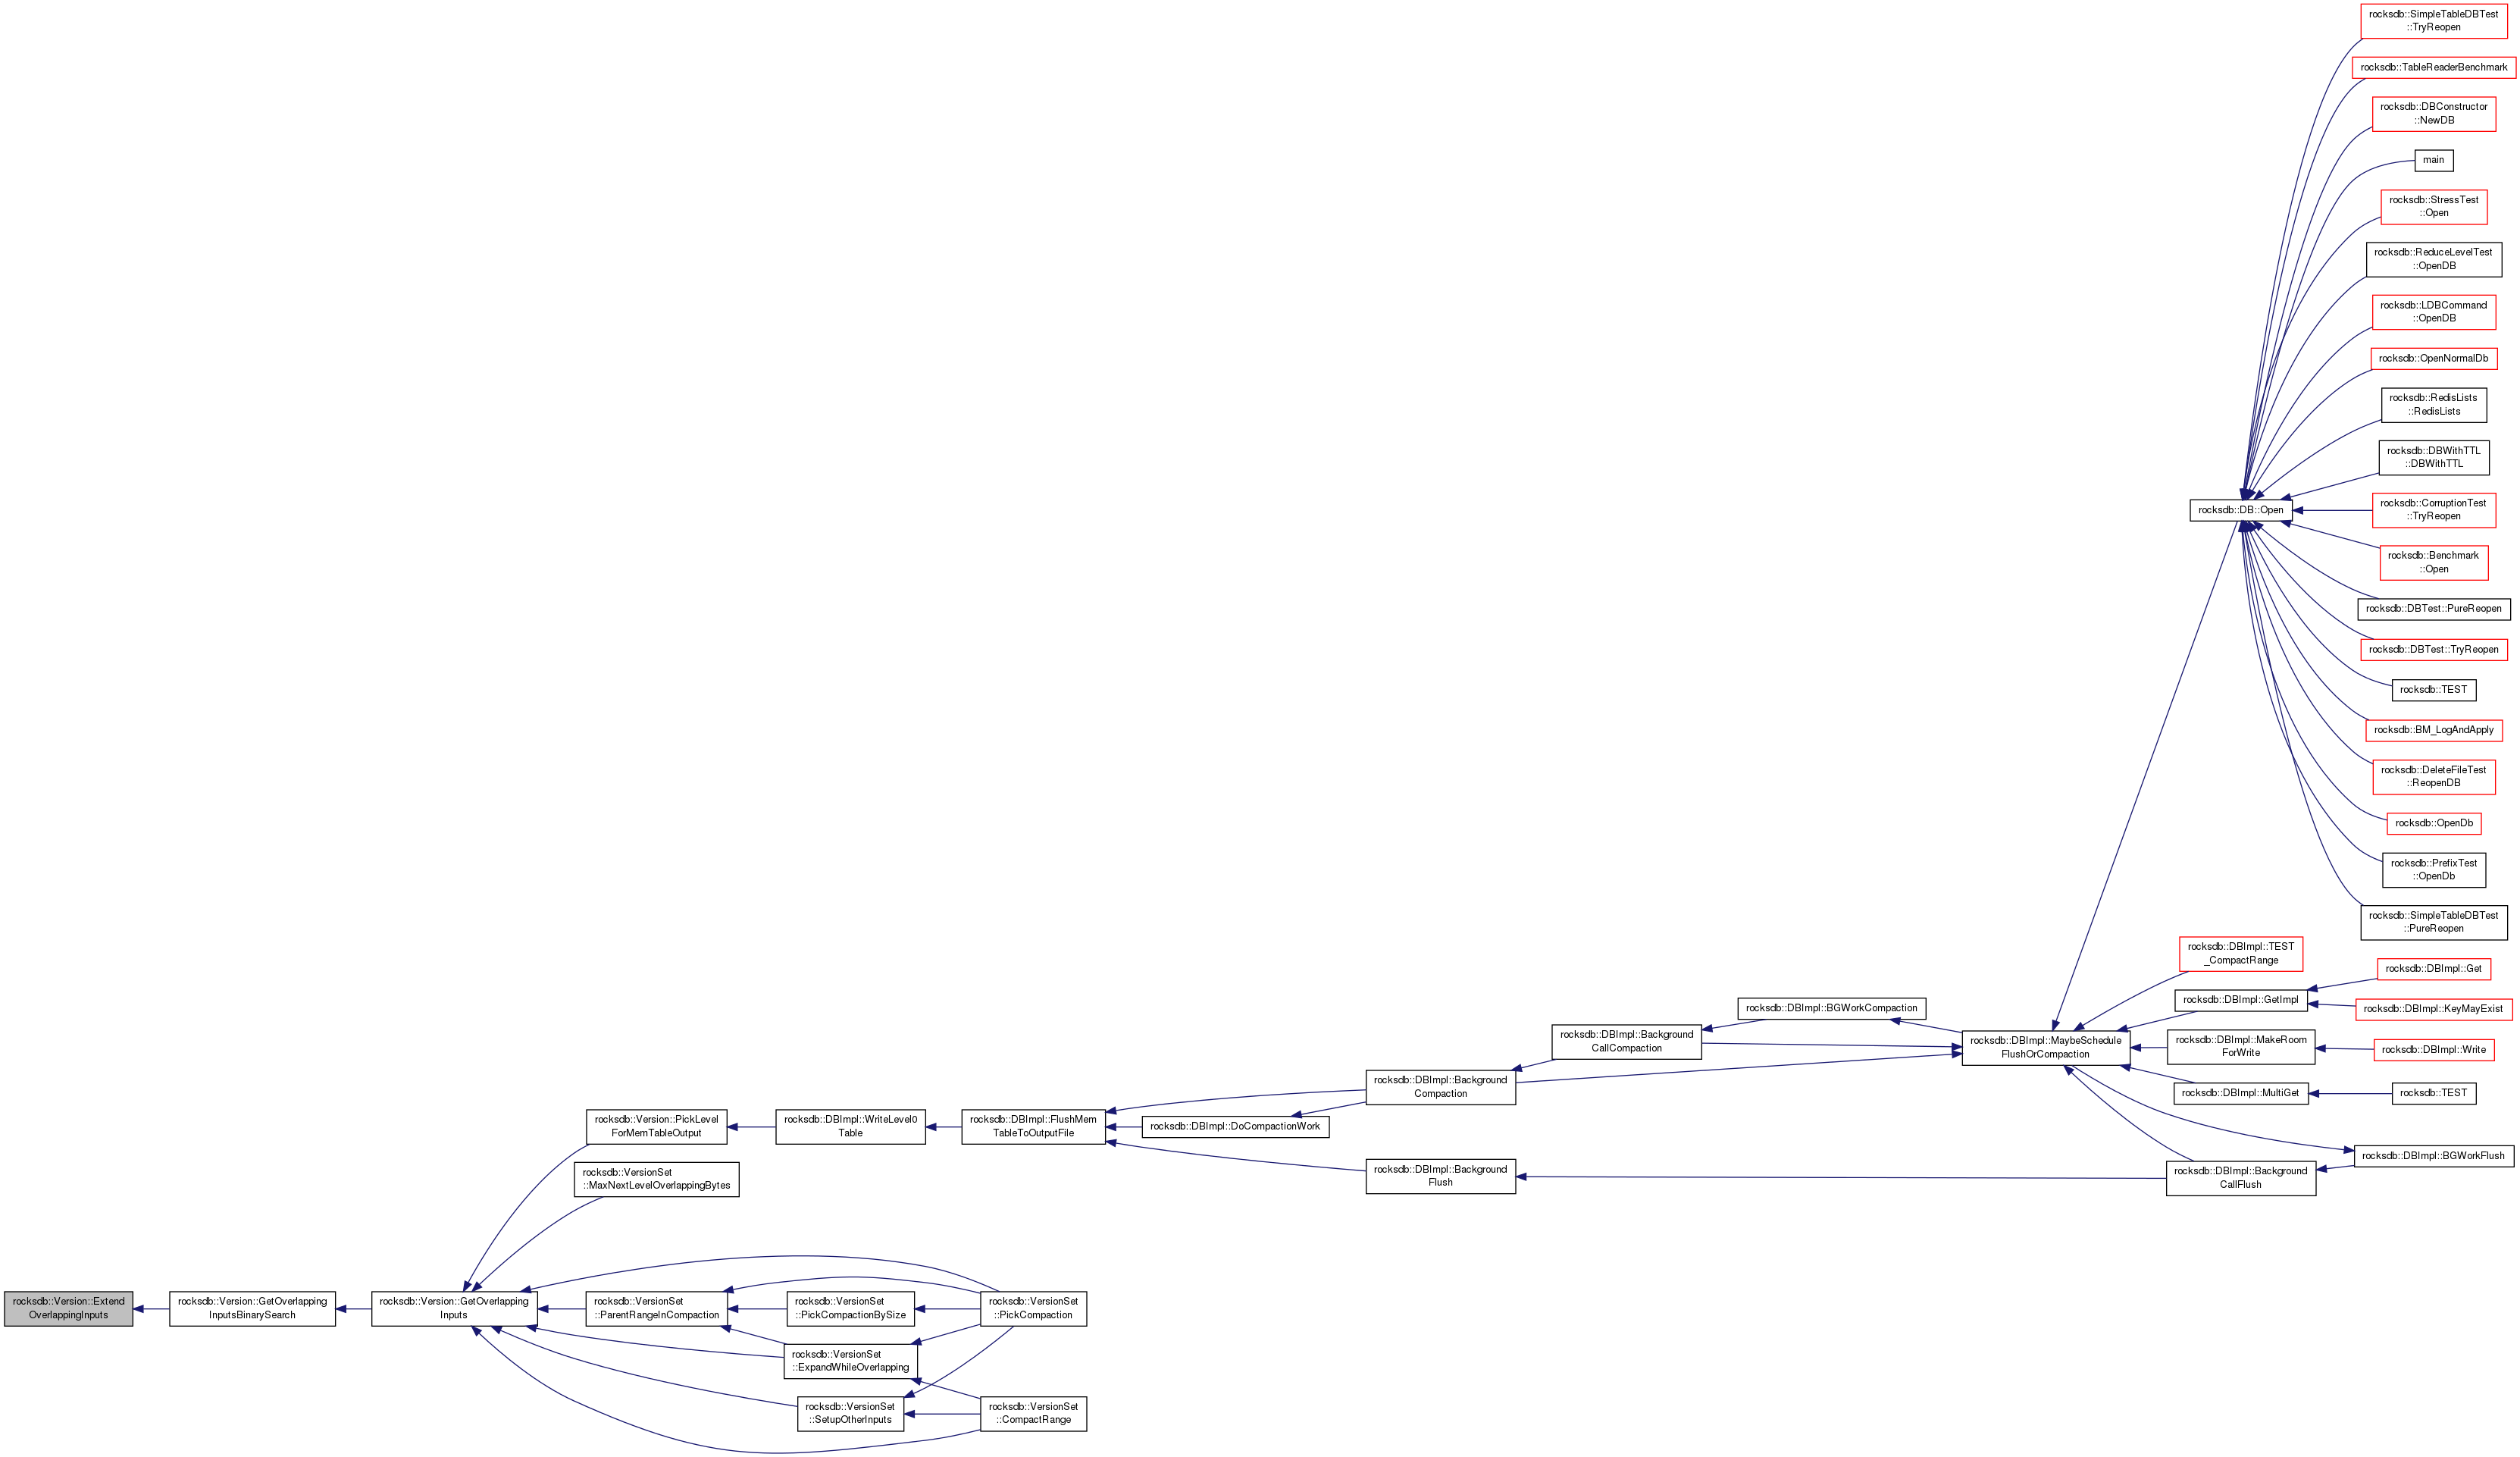 rocksdb::SimpleTableDBTest
::TryReopen
rocksdb::TableReaderBenchmark
rocksdb::DBConstructor
::NewDB
main
rocksdb::StressTest
::Open
rocksdb::ReduceLevelTest
::OpenDB
rocksdb::LDBCommand
::OpenDB
rocksdb::OpenNormalDb
rocksdb::RedisLists
::RedisLists
rocksdb::DBWithTTL
::DBWithTTL
rocksdb::DB::Open
rocksdb::CorruptionTest
::TryReopen
rocksdb::Benchmark
::Open
rocksdb::DBTest::PureReopen
rocksdb::DBTest::TryReopen
rocksdb::TEST
rocksdb::BM_LogAndApply
rocksdb::DeleteFileTest
::ReopenDB
rocksdb::OpenDb
rocksdb::PrefixTest
::OpenDb
rocksdb::SimpleTableDBTest
::PureReopen
rocksdb::DBImpl::TEST
_CompactRange
rocksdb::DBImpl::Get
rocksdb::DBImpl::GetImpl
rocksdb::DBImpl::KeyMayExist
rocksdb::DBImpl::BGWorkCompaction
rocksdb::DBImpl::Background
CallCompaction
rocksdb::DBImpl::MaybeSchedule
FlushOrCompaction
rocksdb::DBImpl::MakeRoom
ForWrite
rocksdb::DBImpl::Write
rocksdb::DBImpl::Background
Compaction
rocksdb::DBImpl::MultiGet
rocksdb::TEST
rocksdb::Version::PickLevel
ForMemTableOutput
rocksdb::DBImpl::WriteLevel0
Table
rocksdb::DBImpl::FlushMem
TableToOutputFile
rocksdb::DBImpl::DoCompactionWork
rocksdb::DBImpl::BGWorkFlush
rocksdb::VersionSet
::MaxNextLevelOverlappingBytes
rocksdb::DBImpl::Background
Flush
rocksdb::DBImpl::Background
CallFlush
rocksdb::Version::Extend
OverlappingInputs
rocksdb::Version::GetOverlapping
InputsBinarySearch
rocksdb::Version::GetOverlapping
Inputs
rocksdb::VersionSet
::ParentRangeInCompaction
rocksdb::VersionSet
::PickCompactionBySize
rocksdb::VersionSet
::PickCompaction
rocksdb::VersionSet
::ExpandWhileOverlapping
rocksdb::VersionSet
::SetupOtherInputs
rocksdb::VersionSet
::CompactRange